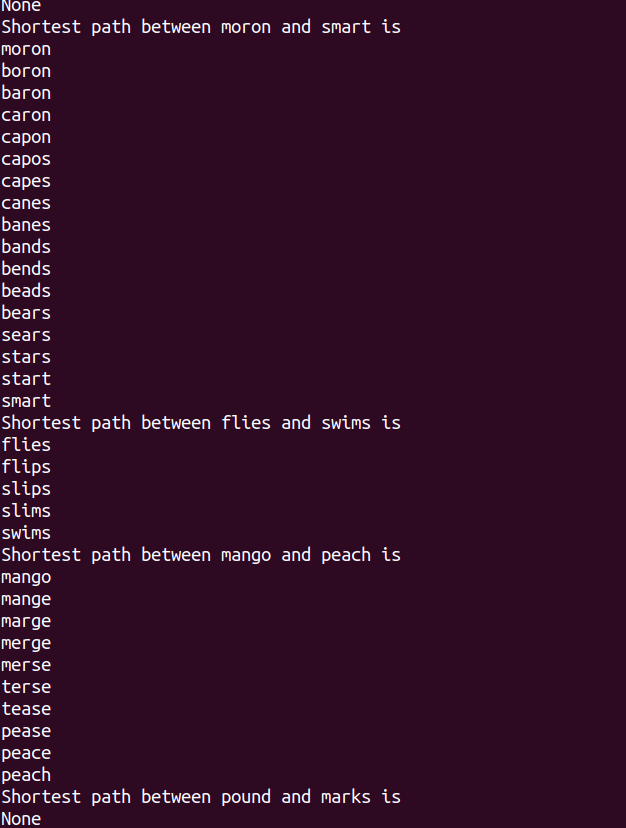 None
Shortest path between moron and smart is
moron
boron
baron
caron
capon
capos
capes
canes
banes
bands
bends
beads
bears
sears
stars
start
smart
Shortest path between flies and swims is
flies
flips
slips
slims
swims
Shortest path between mango and peach is
mango
mange
marge
merge
merse
terse
tease
pease
peace
peach
Shortest path between pound and marks is
None